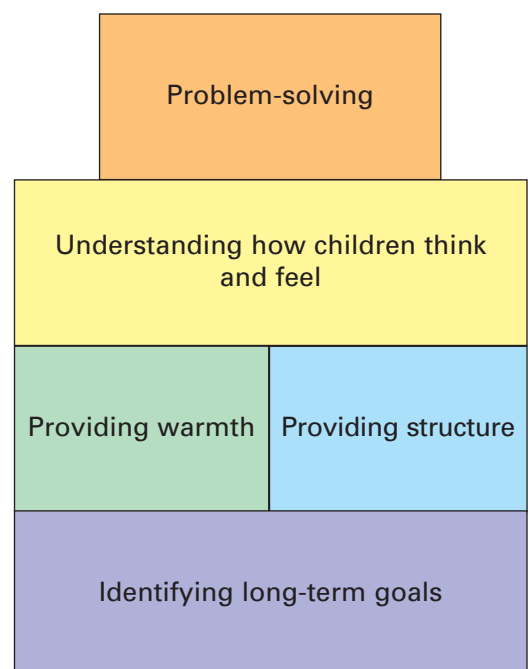 Problem-solving
Understanding how children think
and feel
Providing warmth
Providing structure
Identifying long-term goals